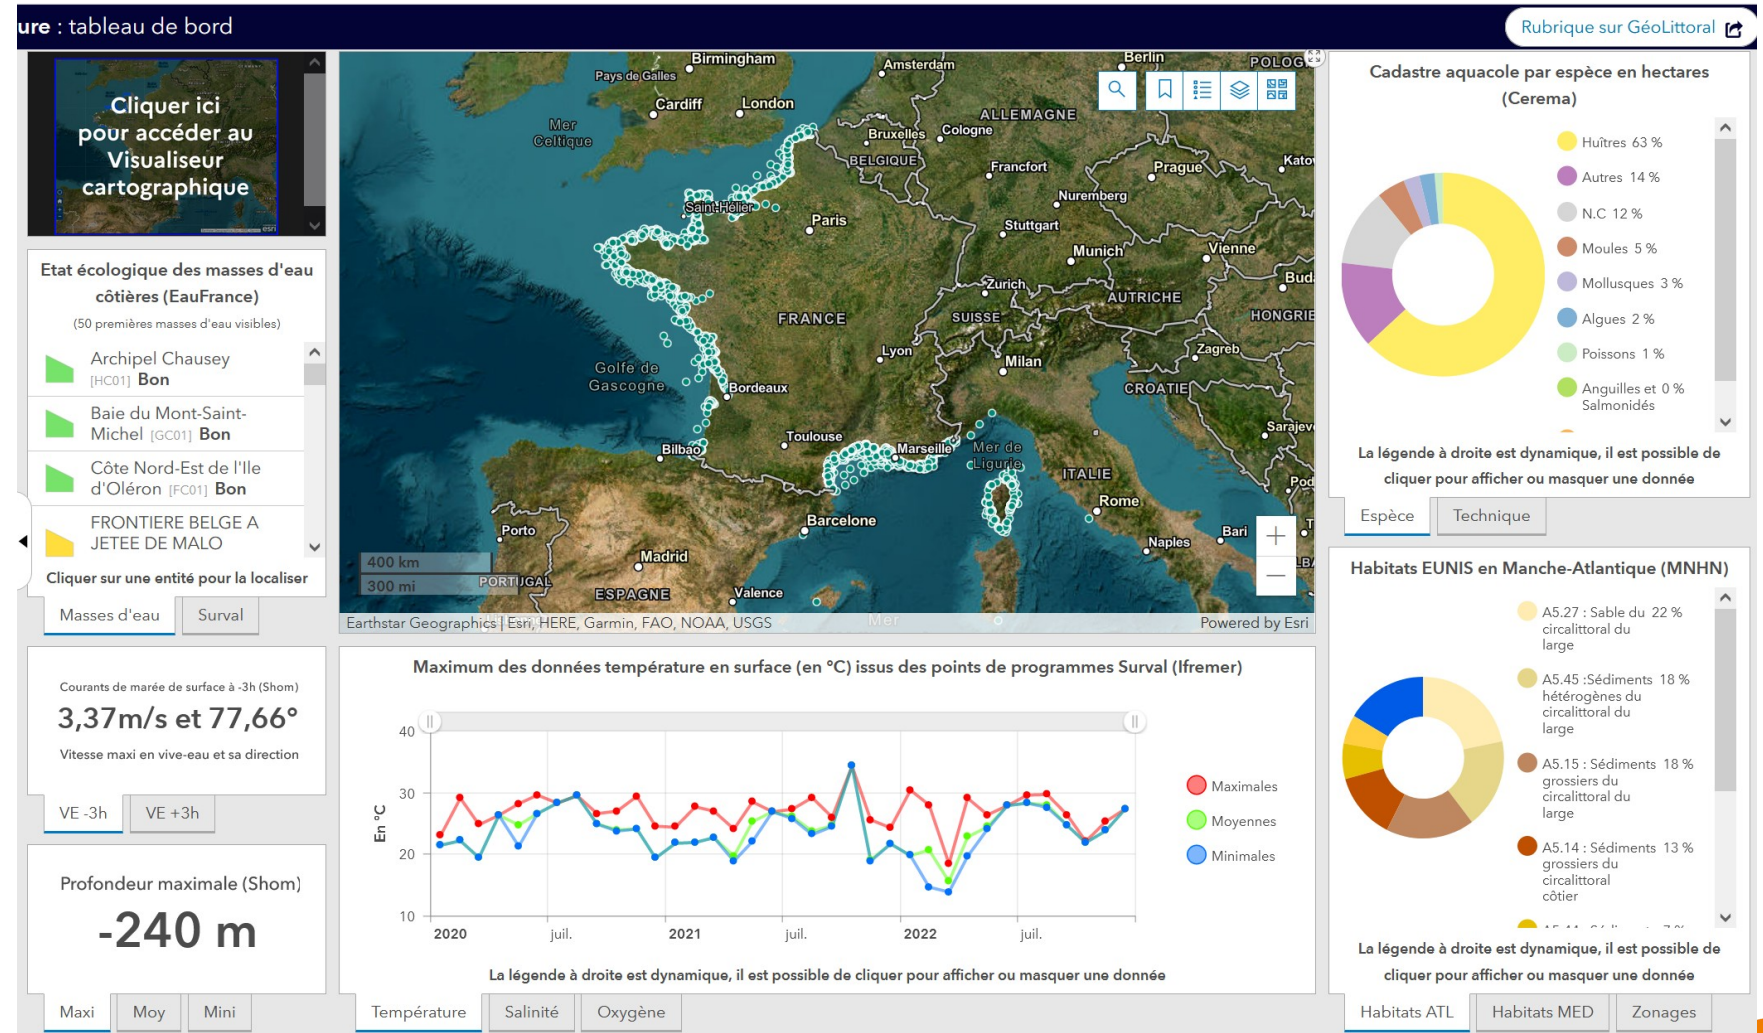 ure : tableau de bord
Rubrique sur GéoLittoral
Cliquer ici
pour accéder au
Visualiseur
cartographique
esri
Etat écologique des masses d'eau
côtières (EauFrance)
(50 premières masses d'eau visibles)
Archipel Chausey
[HC01] Bon
Baie du Mont-Saint-
Michel [GC01] Bon
Côte Nord-Est de l'Ile
d'Oléron [FC01] Bon
FRONTIERE BELGE A
JETEE DE MALO
Cliquer sur une entité pour la localiser
Masses d'eau
Surval
Courants de marée de surface à -3h (Shom)
3,37m/s et 77,66°
Vitesse maxi en vive-eau et sa direction
VE -3h
VE +3h
Profondeur maximale (Shom)
-240 m
Maxi
Moy
Mini
Birmingham
Pays de Galles
Amsterdam
Berlin
POLOG
Cardiff
London
Mer
Celtique
ALLEMAGNE
Bruxelles
Cologne
BELGIQUE
Francfort
Prague
Kato
Nuremberg
Saint-Hélier
Paris
Stuttgart
Munich
Vienne
Bud
Zurich
AUTRICHE
FRANCE
SUISSE
HONGRIE
Lyon
Milan
Zagreb
Golfe de
Gascogne
Bordeaux
CROATIE
Toulouse
Marseille
Mer de
Ligurie
Sarajev
Bilbao
ITALIE
Pod
Rome
Porto
Barcelone
Bari
T
Naples
Madrid
400 km
300 mi
PORTUGAL
ESPAGNE
Valence
BA
Mer
Earthstar Geographics | Esri, HERE, Garmin, FAO, NOAA, USGS
Powered by Esri
Maximum des données température en surface (en °C) issus des points de programmes Surval (Ifremer)
En °C
40
30
20
10
2020
juil.
2021
juil.
2022
juil.
Maximales
Moyennes
Minimales
La légende à droite est dynamique, il est possible de cliquer pour afficher ou masquer une donnée
Température
Salinité
Oxygène
Cadastre aquacole par espèce en hectares
(Cerema)
Huîtres 63 %
Autres 14 %
N.C 12 %
Moules 5 %
Mollusques 3 %
Algues 2 %
Poissons 1 %
Anguilles et 0 %
Salmonidés
La légende à droite est dynamique, il est possible de
cliquer pour afficher ou masquer une donnée
Espèce
Technique
Habitats EUNIS en Manche-Atlantique (MNHN)
A5.27 : Sable du 22 %
circalittoral du
large
A5.45 :Sédiments 18 %
hétérogènes du
circalittoral du
large
A5.15 : Sédiments 18 %
grossiers du
circalittoral du
large
A5.14 : Sédiments 13 %
grossiers du
circalittoral
côtier
La légende à droite est dynamique, il est possible de
cliquer pour afficher ou masquer une donnée
Habitats ATL
Habitats MED
Zonages